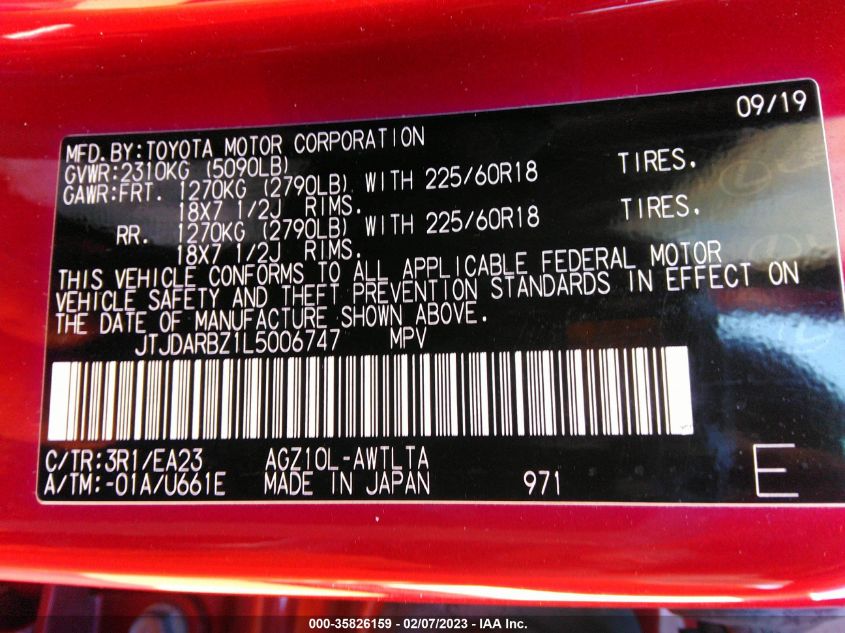 09/19
MFD.BY:TOYOTA MOTOR CORPORATION
GVWR:2310KG (5090LB)
GAWR:FRT. 1270KG (2790LB) WITH 225/60R18 TIRES,
18X7 1/2J RIMS.
RR. 1270KG (2790LB) WITH 225/60R18 TIRES,
18X7 1/2J RIMS.
THIS VEHICLE CONFORMS TO ALL APPLICABLE FEDERAL MOTOR
VEHICLE SAFETY AND THEFT PREVENTION STANDARDS IN EFFECT ON
THE DATE OF MANUFACTURE SHOWN ABOVE.
JTJDARBZ1L5006747 MPV
C/TR:3R1/EA23 AGZ10L-AWTLTA
A/TM:-01A/U661E MADE IN JAPAN 971 E
000-35826159 — 02/07/2023 — IAA Inc.